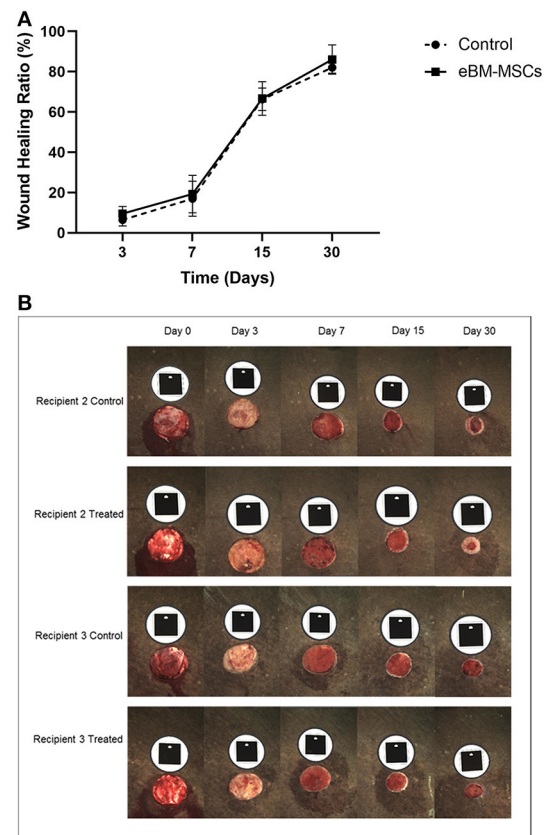 A
Wound Healing Ratio (%)
100
80
60
40
20
0
3 7 15 30
Time (Days)
Control
eBM-MSCs
B
Day 0 Day 3 Day 7 Day 15 Day 30
Recipient 2 Control
Recipient 2 Treated
Recipient 3 Control
Recipient 3 Treated